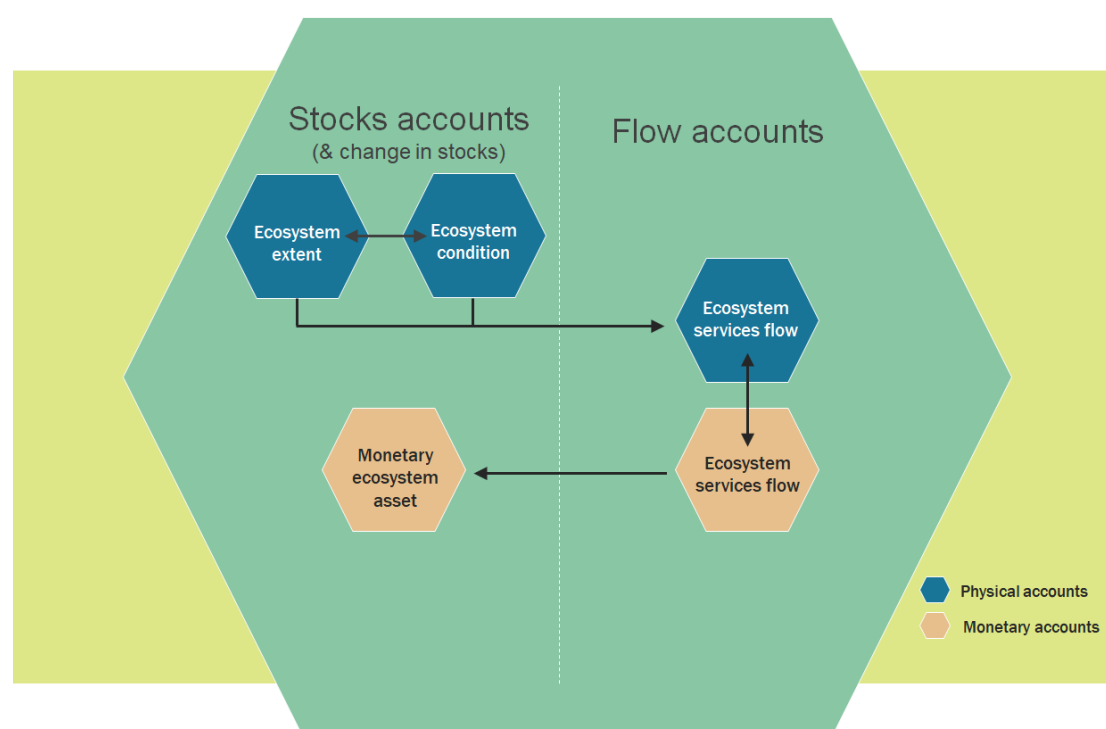 Stocks accounts
(& change in stocks)
Flow accounts
Ecosystem
extent
Ecosystem
condition
Ecosystem
services flow
Monetary
ecosystem
asset
Ecosystem
services flow
Physical accounts
Monetary accounts